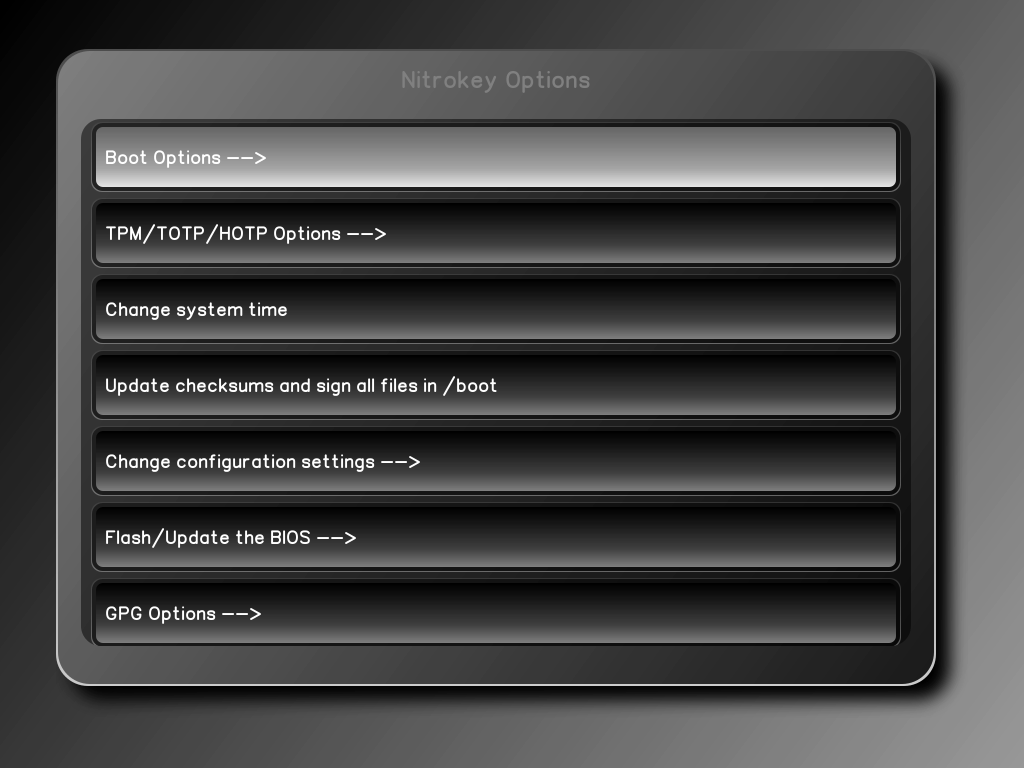 Nitrokey Options
Boot Options -->
TPM/TOTP/HOTP Options -->
Change system time
Update checksums and sign all files in /boot
Change configuration settings -->
Flash/Update the BIOS -->
GPG Options -->